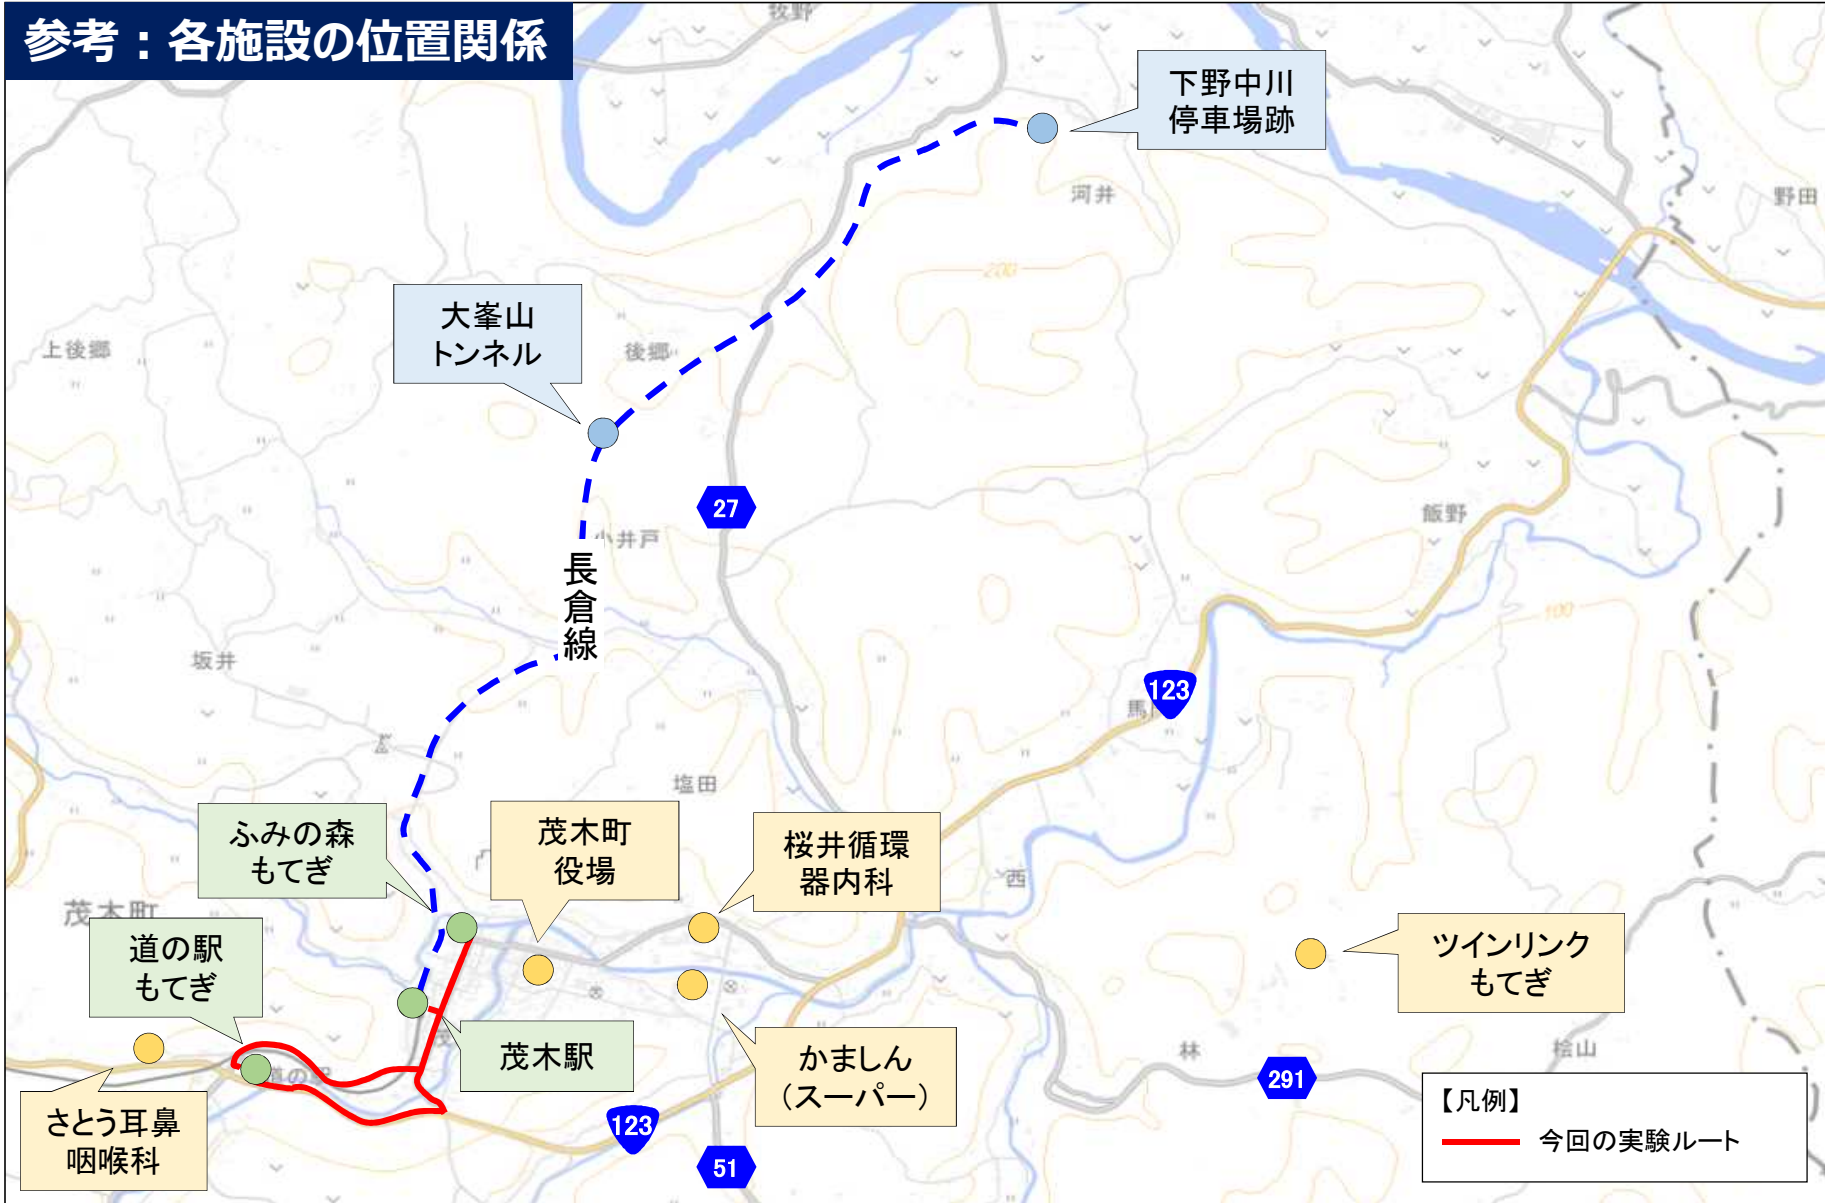 参考：各施設の位置関係
牧野
下野中川
停車場跡
河井
野田
200
大峯山
トンネル
上後郷
後郷
27
小井戸
飯野
長倉線
100
坂井
123
塩田
ふみの森
もてぎ
茂木町
役場
桜井循環
器内科
西
茂木町
道の駅
もてぎ
ツインリンク
もてぎ
茂木駅
かましん
（スーパー）
林
桧山
291
道の駅
さとう耳鼻
咽喉科
123
51
【凡例】
今回の実験ルート